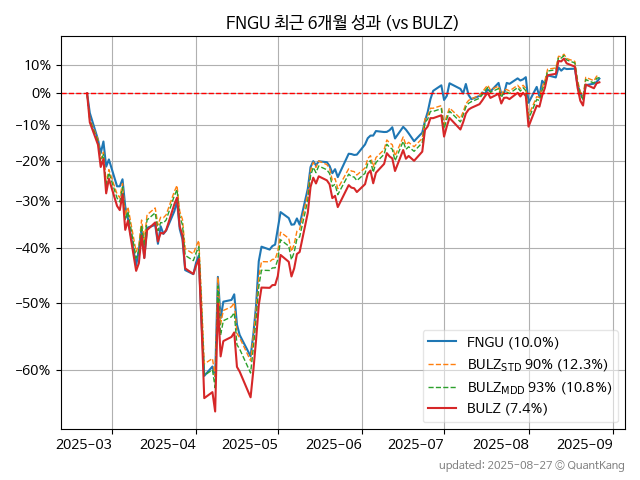 FNGU 최근 6개월 성과 (vs BULZ)
10%
0%
−10%
−20%
−30%
−40%
−50%
−60%
FNGU (10.0%)
BULZ_STD 90% (12.3%)
BULZ_MDD 93% (10.8%)
BULZ (7.4%)
2025-03 2025-04 2025-05 2025-06 2025-07 2025-08 2025-09
updated: 2025-08-27 © QuantKang